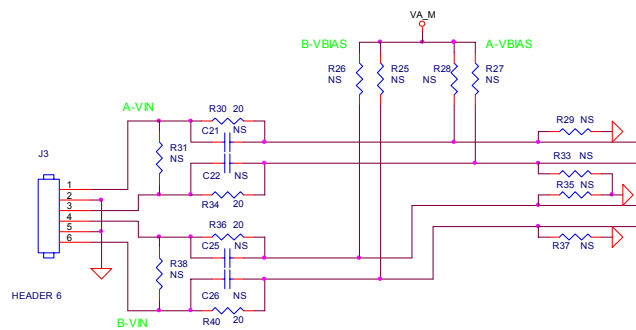 VA_M
B-VBIAS
A-VBIAS
R26
NS
R25
NS
R28
NS
R27
NS
A-VIN
R30 20
C21 NS
R29 NS
J3
R31
NS
C22 NS
R33 NS
1
2
3
4
5
6
R34 20
R35 NS
R36 20
C25 NS
R37 NS
R38
NS
C26 NS
HEADER 6
B-VIN
R40 20